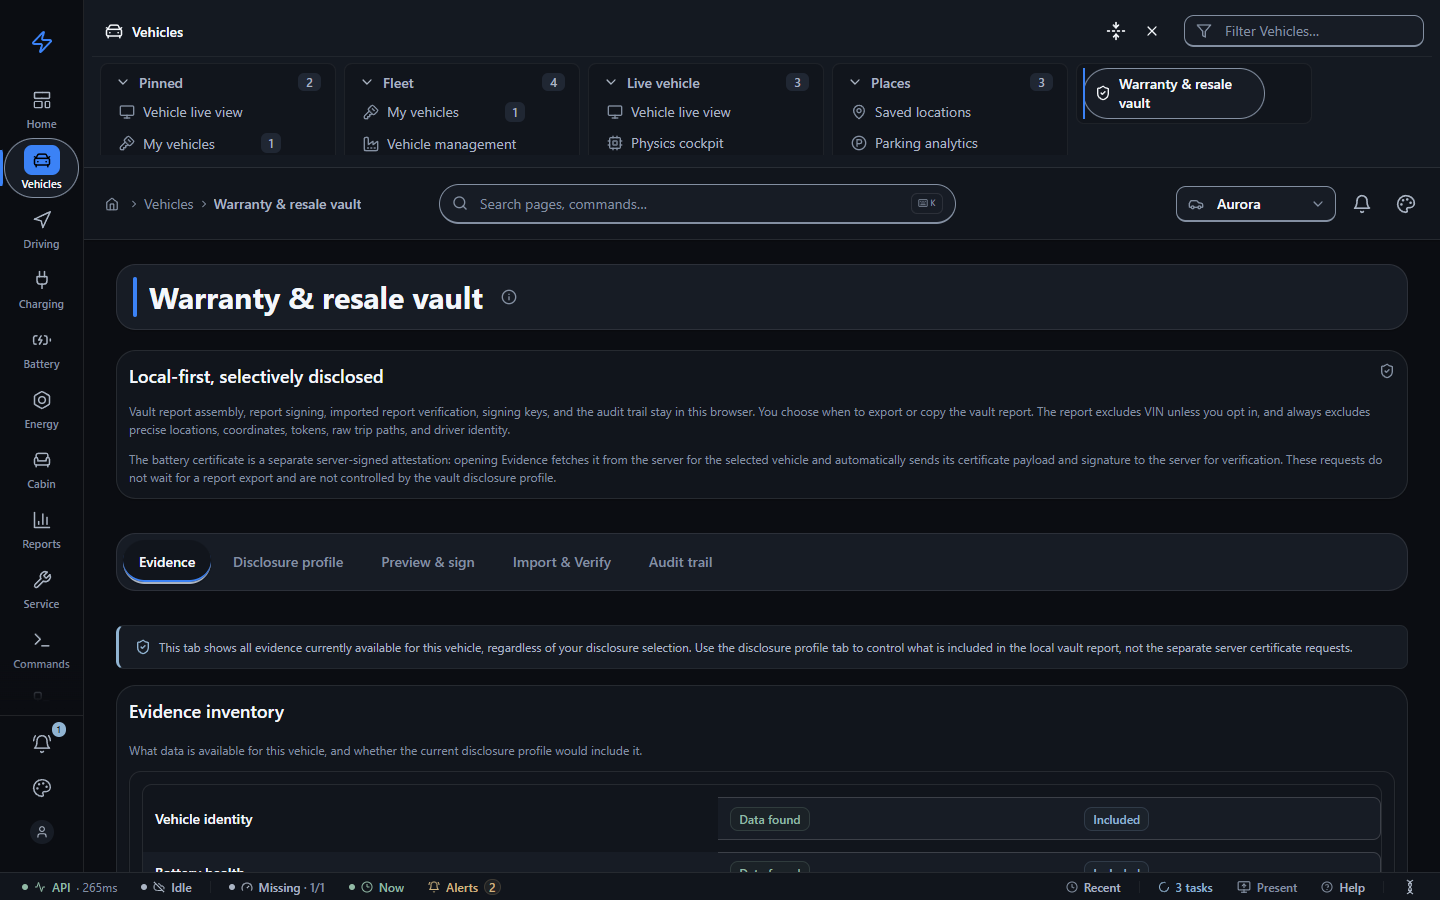 Vehicles
Filter Vehicles...
Pinned 2
Vehicle live view
My vehicles 1
Fleet 4
My vehicles 1
Vehicle management
Live vehicle 3
Vehicle live view
Physics cockpit
Places 3
Saved locations
Parking analytics
Warranty & resale
vault
Home
Vehicles
Driving
Charging
Battery
Energy
Cabin
Reports
Service
Commands
1
Vehicles
Warranty & resale vault
Search pages, commands...
K
Aurora
Warranty & resale vault
Local-first, selectively disclosed
Vault report assembly, report signing, imported report verification, signing keys, and the audit trail stay in this browser. You choose when to export or copy the vault report. The report excludes VIN unless you opt in, and always excludes
precise locations, coordinates, tokens, raw trip paths, and driver identity.
The battery certificate is a separate server-signed attestation: opening Evidence fetches it from the server for the selected vehicle and automatically sends its certificate payload and signature to the server for verification. These requests do
not wait for a report export and are not controlled by the vault disclosure profile.
Evidence
Disclosure profile
Preview & sign
Import & Verify
Audit trail
This tab shows all evidence currently available for this vehicle, regardless of your disclosure selection. Use the disclosure profile tab to control what is included in the local vault report, not the separate server certificate requests.
Evidence inventory
What data is available for this vehicle, and whether the current disclosure profile would include it.
Vehicle identity
Data found
Included
Battery health
Data found
Included
API · 265ms
Idle
Missing · 1/1
Now
Alerts 2
Recent
3 tasks
Present
Help